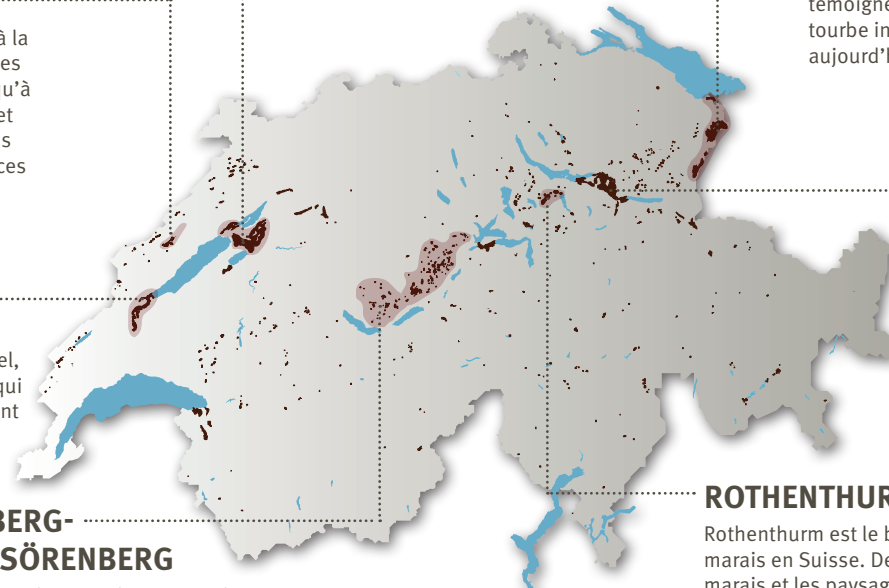 à la
es
u'à
et
s
ces
témoigne
tourbe in
aujourd'h
el,
qui
nt
BERG-
SÖRENBERG
ROTHENTHUR
Rothenthurm est le b
marais en Suisse. De
marais et les paysag